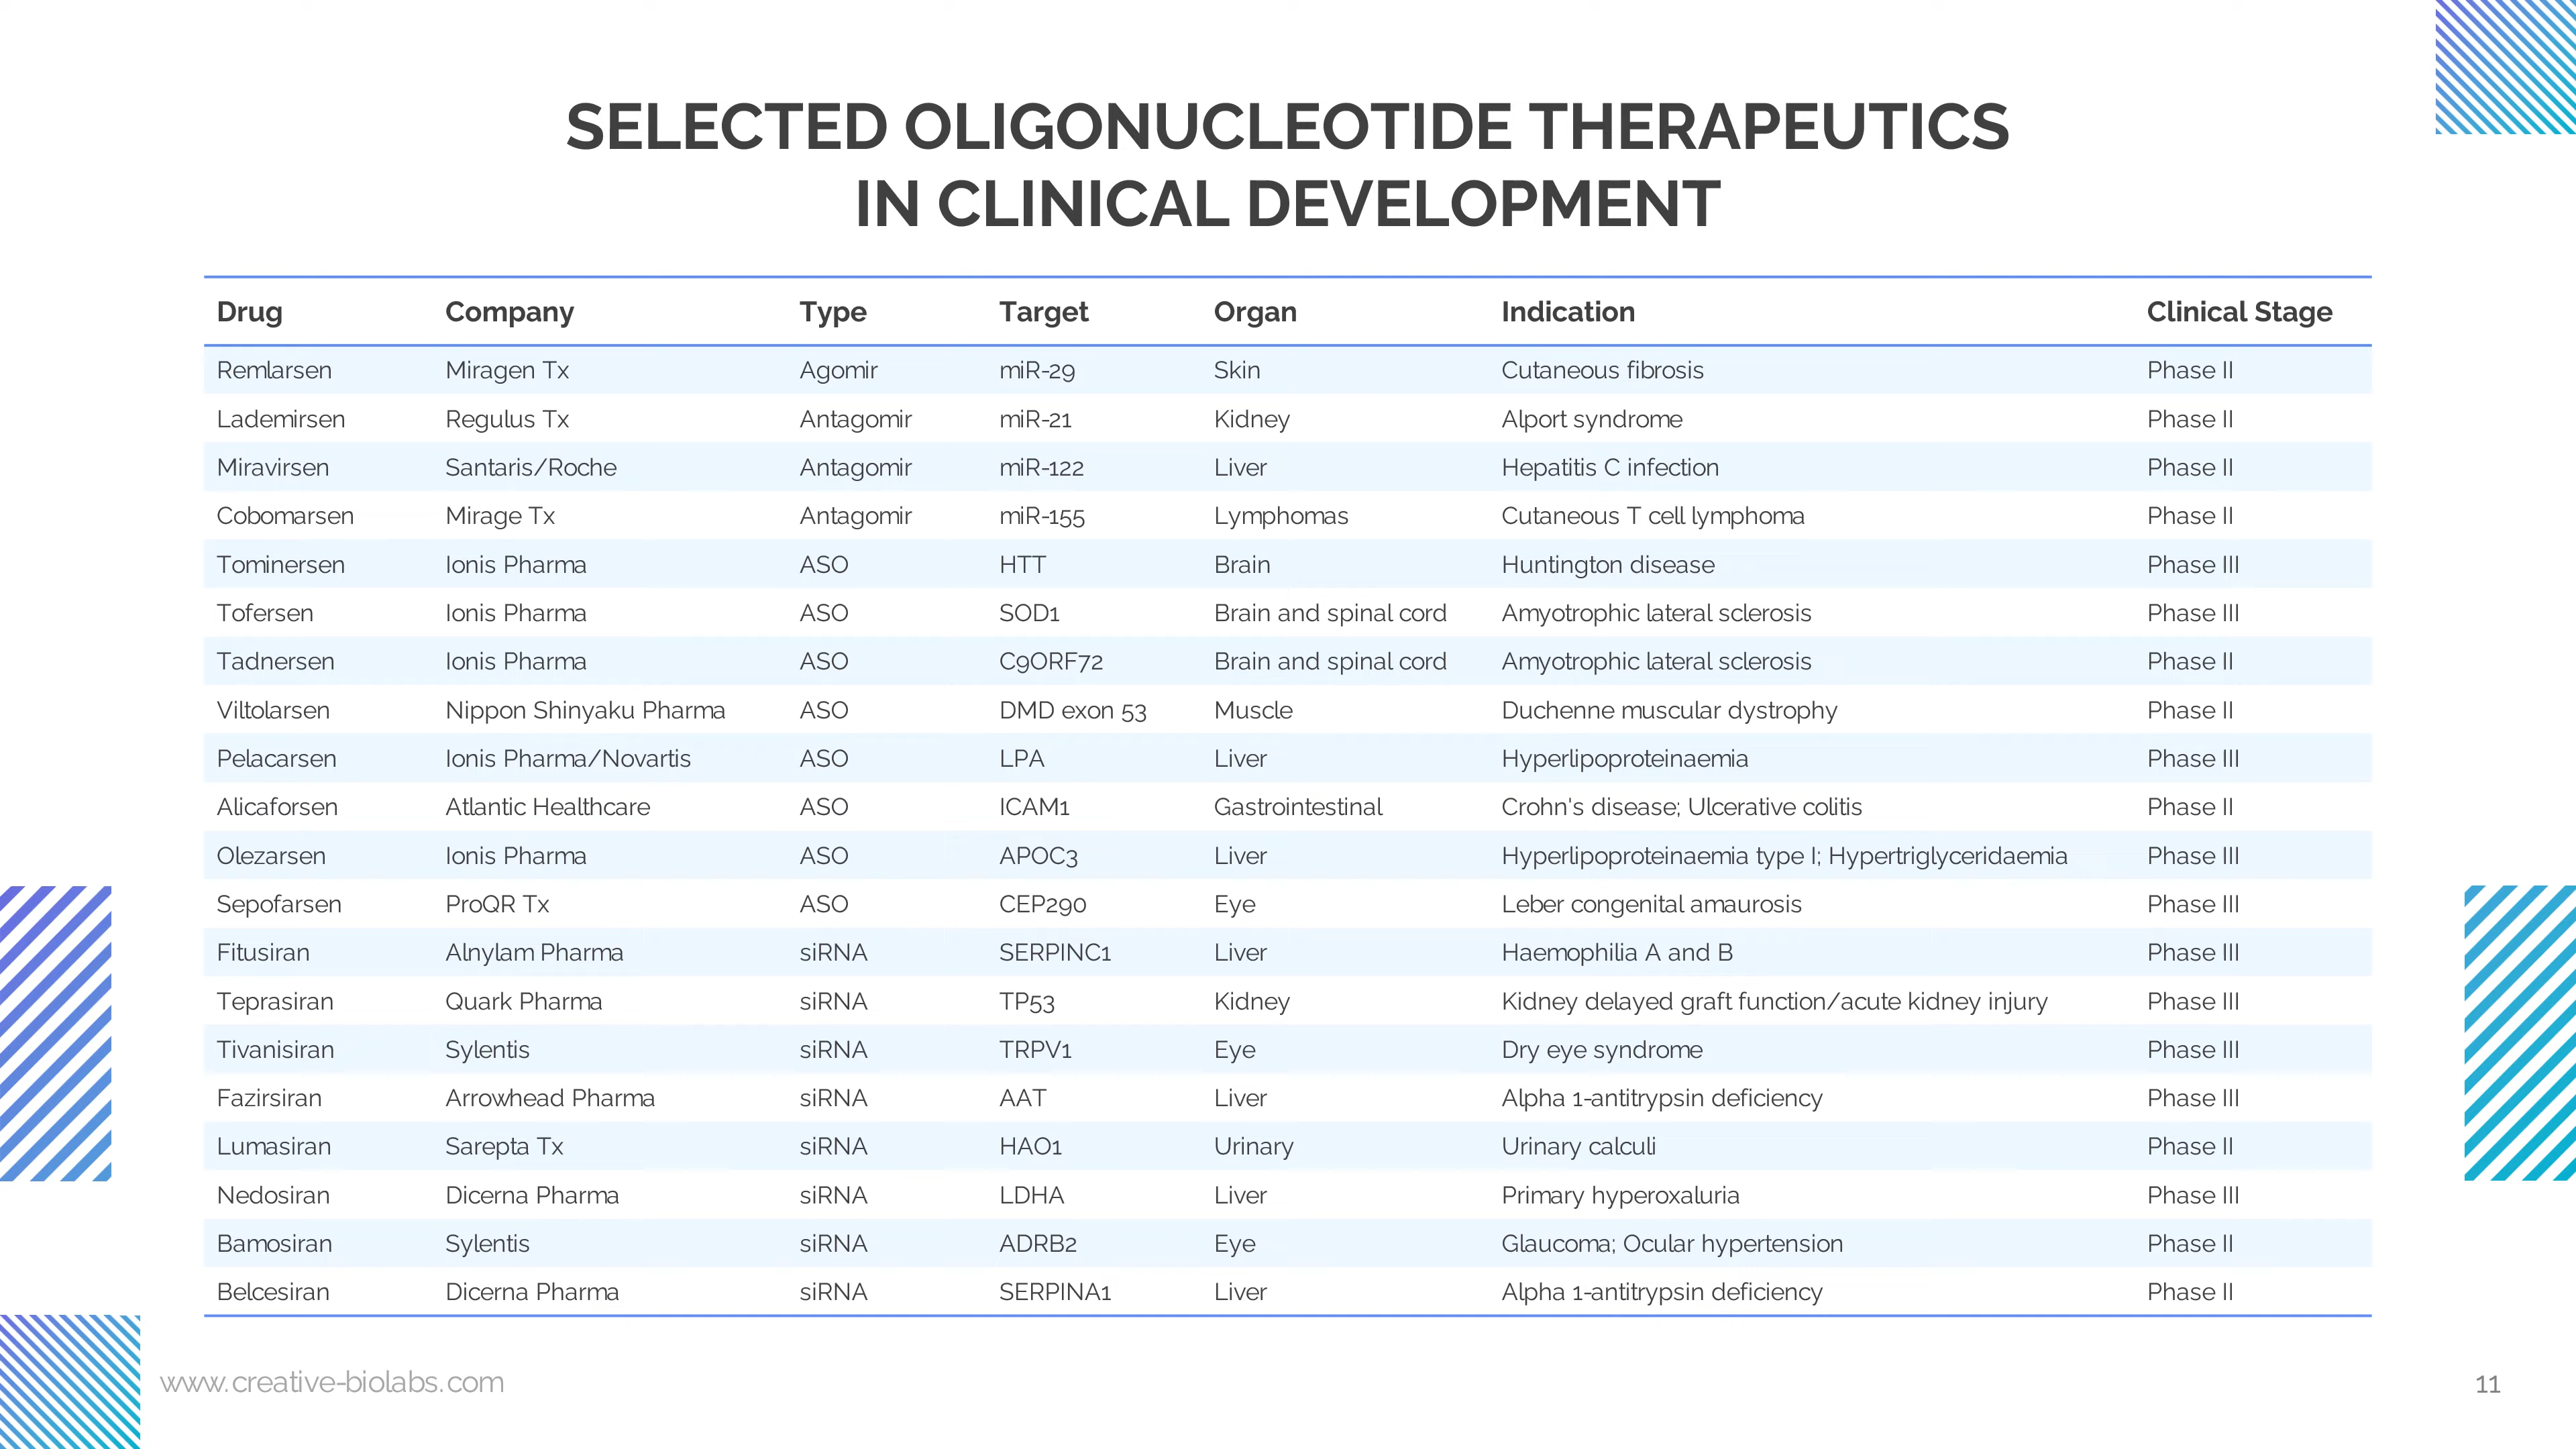 SELECTED OLIGONUCLEOTIDE THERAPEUTICS
IN CLINICAL DEVELOPMENT
Drug Company Type Target Organ Indication Clinical Stage
Remlarsen Miragen Tx Agomir miR-29 Skin Cutaneous fibrosis Phase II
Lademirsen Regulus Tx Antagomir miR-21 Kidney Alport syndrome Phase II
Miravirsen Santaris/Roche Antagomir miR-122 Liver Hepatitis C infection Phase II
Cobomarsen Mirage Tx Antagomir miR-155 Lymphomas Cutaneous T cell lymphoma Phase II
Tominersen Ionis Pharma ASO HTT Brain Huntington disease Phase III
Tofersen Ionis Pharma ASO SOD1 Brain and spinal cord Amyotrophic lateral sclerosis Phase III
Tadnersen Ionis Pharma ASO C9ORF72 Brain and spinal cord Amyotrophic lateral sclerosis Phase II
Viltolarsen Nippon Shinyaku Pharma ASO DMD exon 53 Muscle Duchenne muscular dystrophy Phase II
Pelacarsen Ionis Pharma/Novartis ASO LPA Liver Hyperlipoproteinaemia Phase III
Alicaforsen Atlantic Healthcare ASO ICAM1 Gastrointestinal Crohn's disease; Ulcerative colitis Phase II
Olezarsen Ionis Pharma ASO APOC3 Liver Hyperlipoproteinaemia type I; Hypertriglyceridaemia Phase III
Sepofarsen ProQR Tx ASO CEP290 Eye Leber congenital amaurosis Phase III
Fitusiran Alnylam Pharma siRNA SERPINC1 Liver Haemophilia A and B Phase III
Teprasiran Quark Pharma siRNA TP53 Kidney Kidney delayed graft function/acute kidney injury Phase III
Tivanisiran Sylentis siRNA TRPV1 Eye Dry eye syndrome Phase III
Fazirsiran Arrowhead Pharma siRNA AAT Liver Alpha 1-antitrypsin deficiency Phase III
Lumasiran Sarepta Tx siRNA HAO1 Urinary Urinary calculi Phase II
Nedosiran Dicerna Pharma siRNA LDHA Liver Primary hyperoxaluria Phase III
Bamosiran Sylentis siRNA ADRB2 Eye Glaucoma; Ocular hypertension Phase II
Belcesiran Dicerna Pharma siRNA SERPINA1 Liver Alpha 1-antitrypsin deficiency Phase II
www.creative-biolabs.com
11